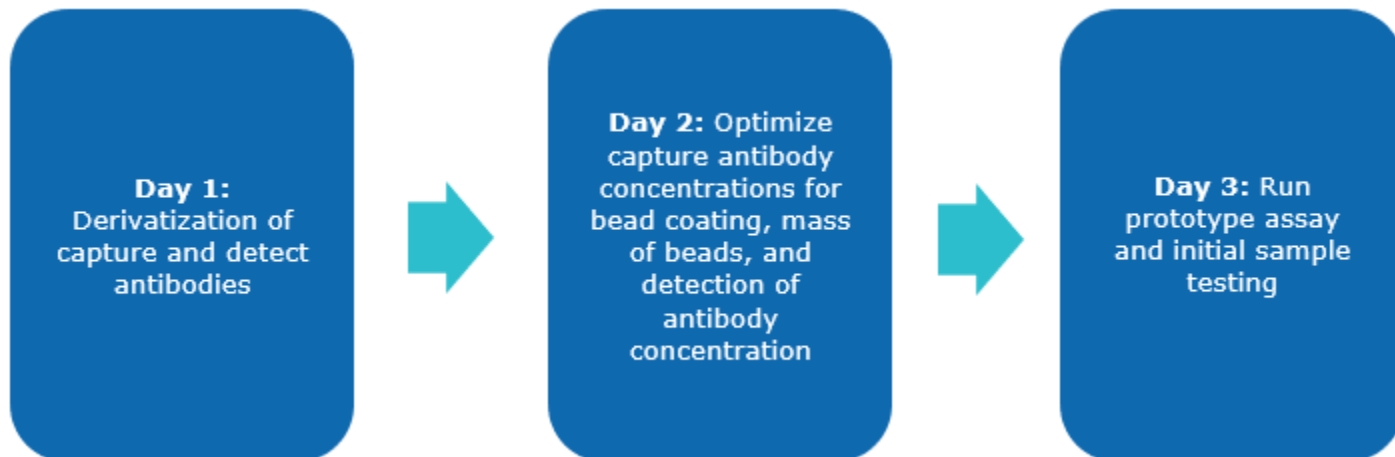 Day 1:
Derivatization of
capture and detect
antibodies
Day 2: Optimize
capture antibody
concentrations for
bead coating, mass
of beads, and
detection of
antibody
concentration
Day 3: Run
prototype assay
and initial sample
testing